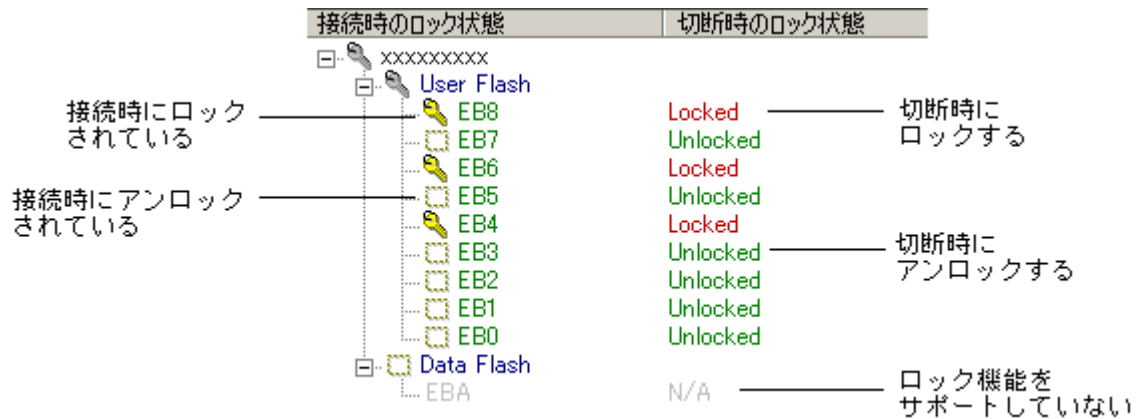 接続時のロック状態 切断時のロック状態
xxxxxxxxx
User Flash
接続時にロック
されている
EB8 Locked
切断時に
ロックする
EB7 Unlocked
EB6 Locked
接続時にアンロック
されている
EB5 Unlocked
EB4 Locked
EB3 Unlocked
切断時に
アンロックする
EB2 Unlocked
EB1 Unlocked
EB0 Unlocked
Data Flash
EBA N/A
ロック機能を
サポートしていない